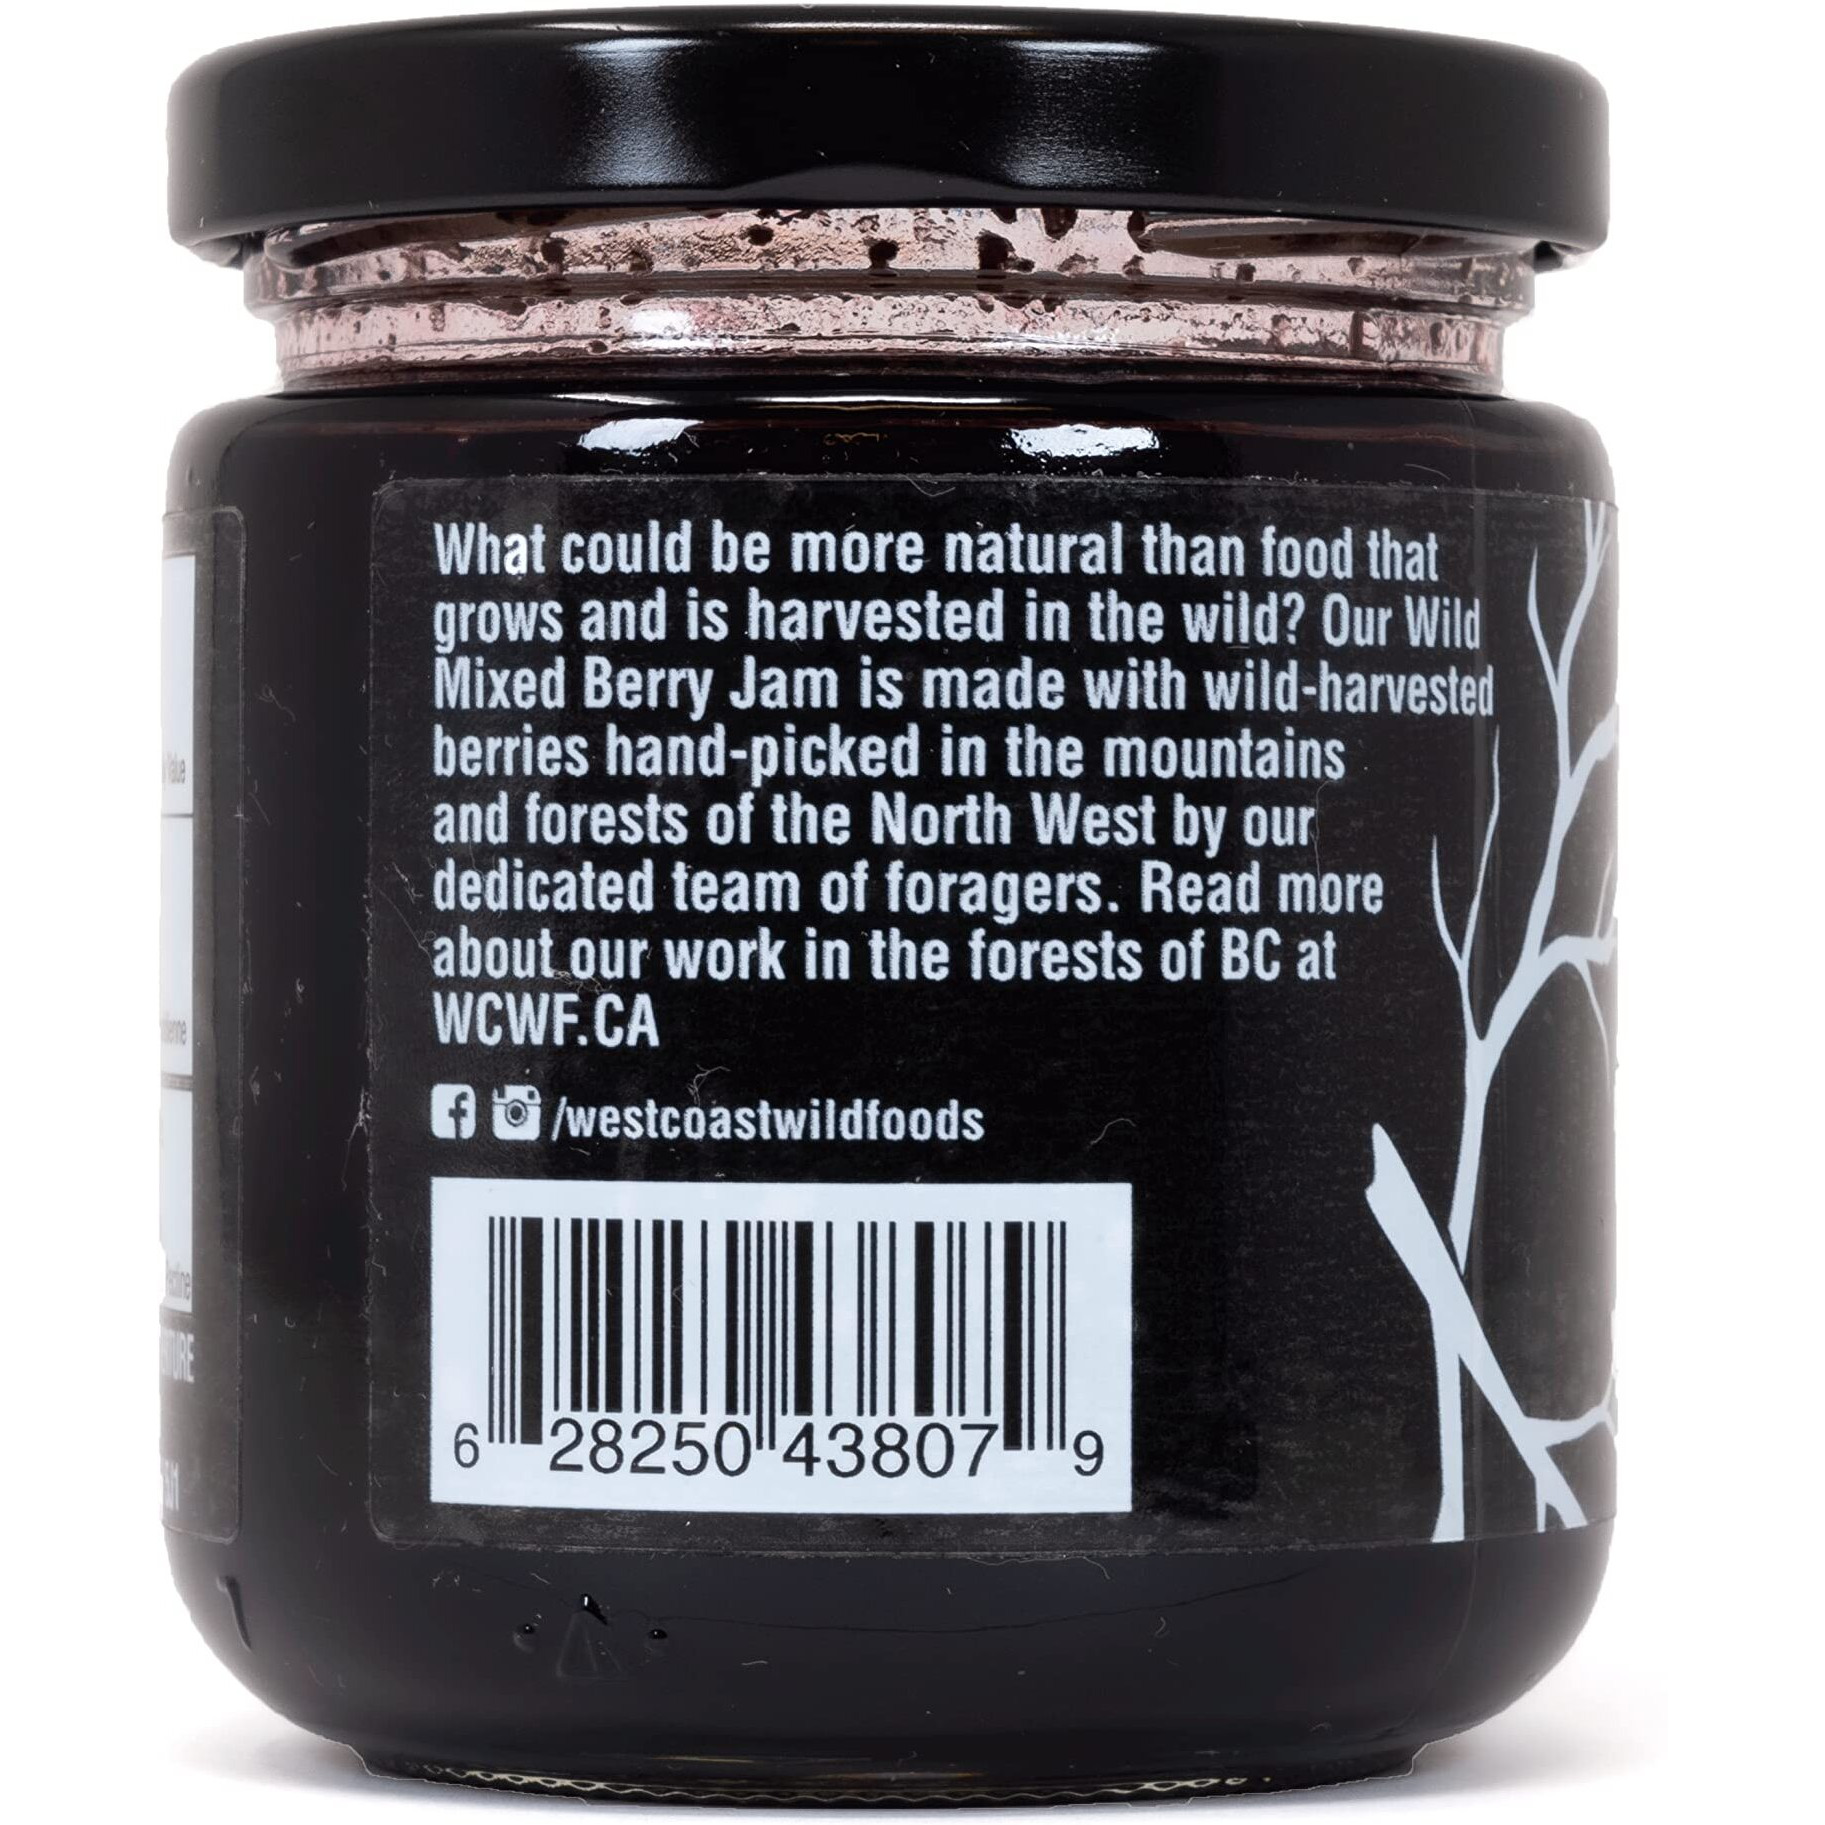 What could be more natural than food that
grows and is harvested in the wild? Our Wild
Mixed Berry Jam is made with wild-harvested
berries hand-picked in the mountains
and forests of the North West by our
dedicated team of foragers. Read more
about our work in the forests of BC at
WCWF.CA
/westcoastwildfoods
6 28250 43807 9
Value